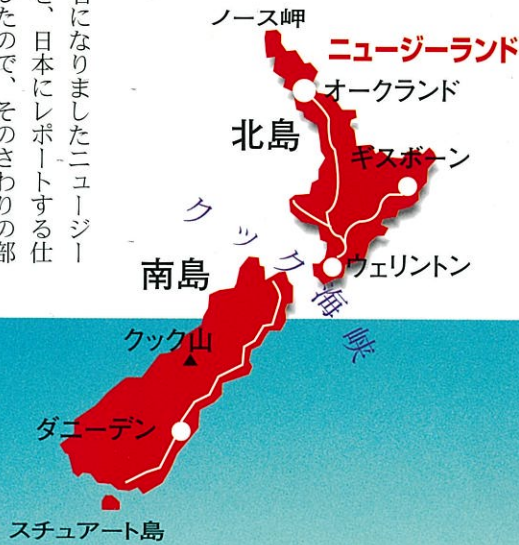 者になりましたニュージー
を、日本にレポートする仕
したので、そのさわりの部
ノース岬
ニュージーランド
オークランド
北島
ギスボーン
クック海峡
ウェリントン
南島
クック山
ダニーデン
スチュアート島